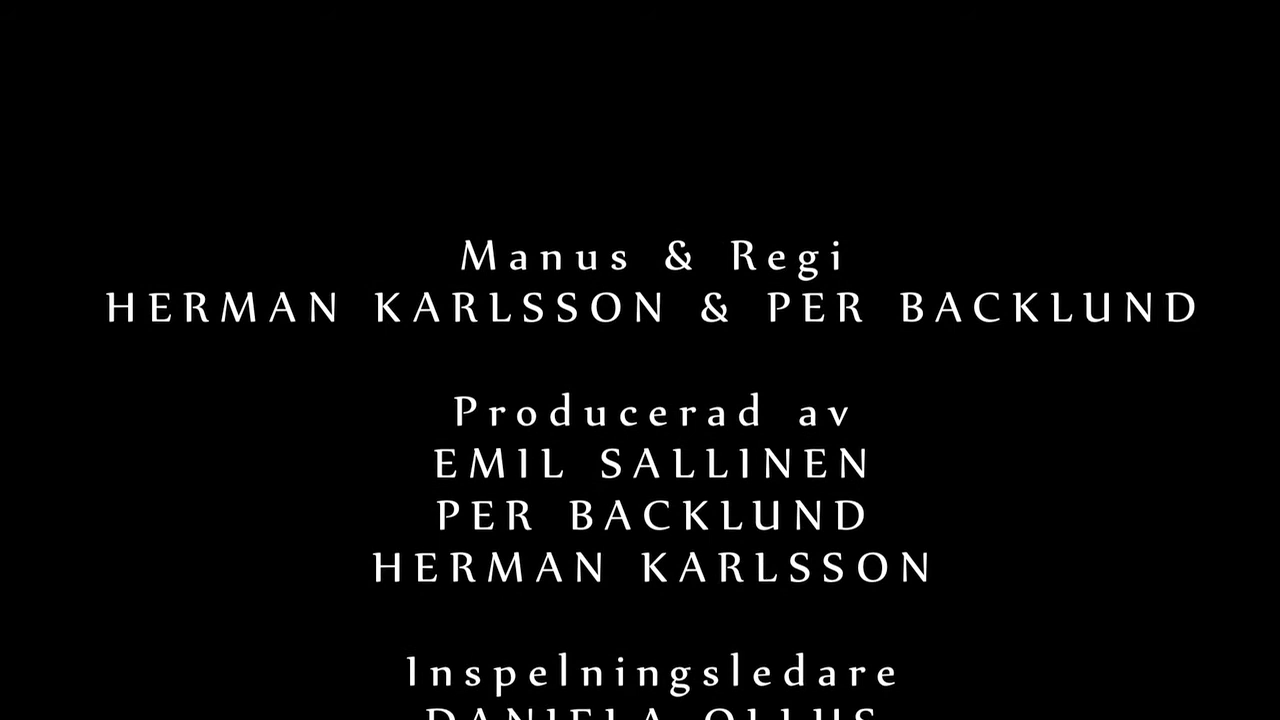 Manus & Regi
HERMAN KARLSSON & PER BACKLUND
Producerad av
EMIL SALLINEN
PER BACKLUND
HERMAN KARLSSON
Inspelningsledare
DANIELA OLLUS